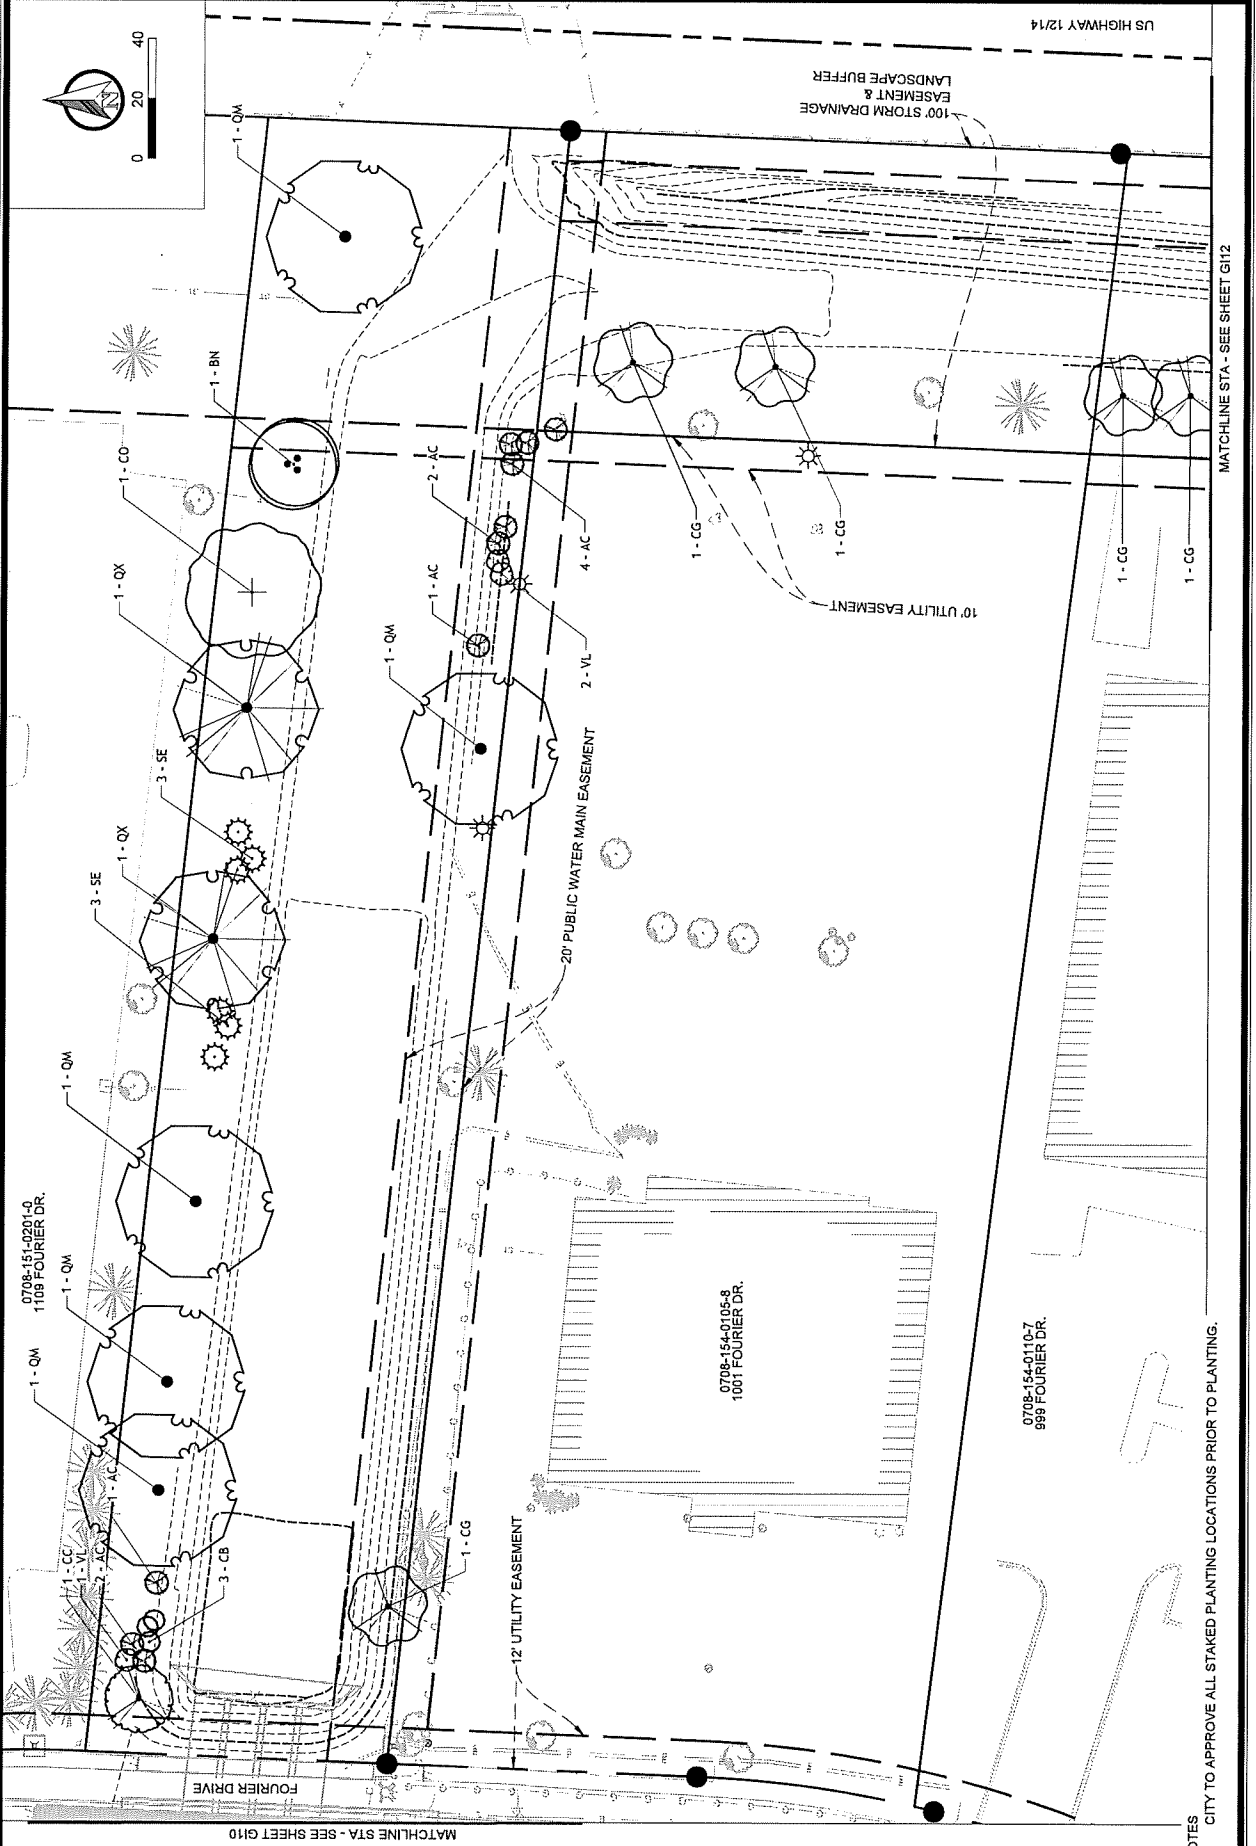 0 20 40
N
US HIGHWAY 12/14
100' STORM DRAINAGE
EASEMENT &
LANDSCAPE BUFFER
1 - QM
1 - BN
1 - CO
1 - QX
3 - SE
1 - QX
3 - SE
1 - QM
0708-151-0201-0
1109 FOURIER DR.
1 - QM
1 - QM
1 - AC
1 - CC
1 - VL
2 - AC
3 - CB
2 - AC
1 - AC
1 - QM
4 - AC
2 - VL
1 - CG
1 - CG
1 - CG
1 - CG
10' UTILITY EASEMENT
20' PUBLIC WATER MAIN EASEMENT
1 - CG
12' UTILITY EASEMENT
0708-154-0105-8
1001 FOURIER DR.
0708-154-0110-7
999 FOURIER DR.
FOURIER DRIVE
MATCHLINE STA - SEE SHEET GI10
MATCHLINE STA - SEE SHEET GI12
OTES
CITY TO APPROVE ALL STAKED PLANTING LOCATIONS PRIOR TO PLANTING.